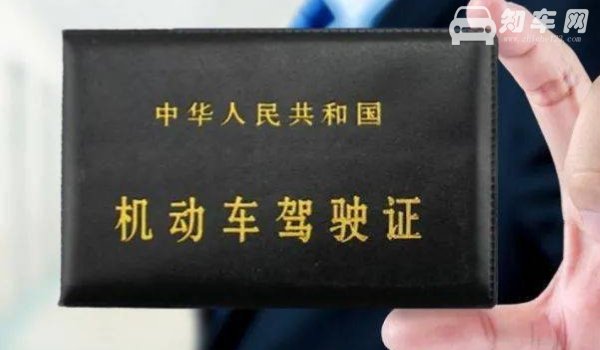 知车网
中华人民共和国
机动车驾驶证